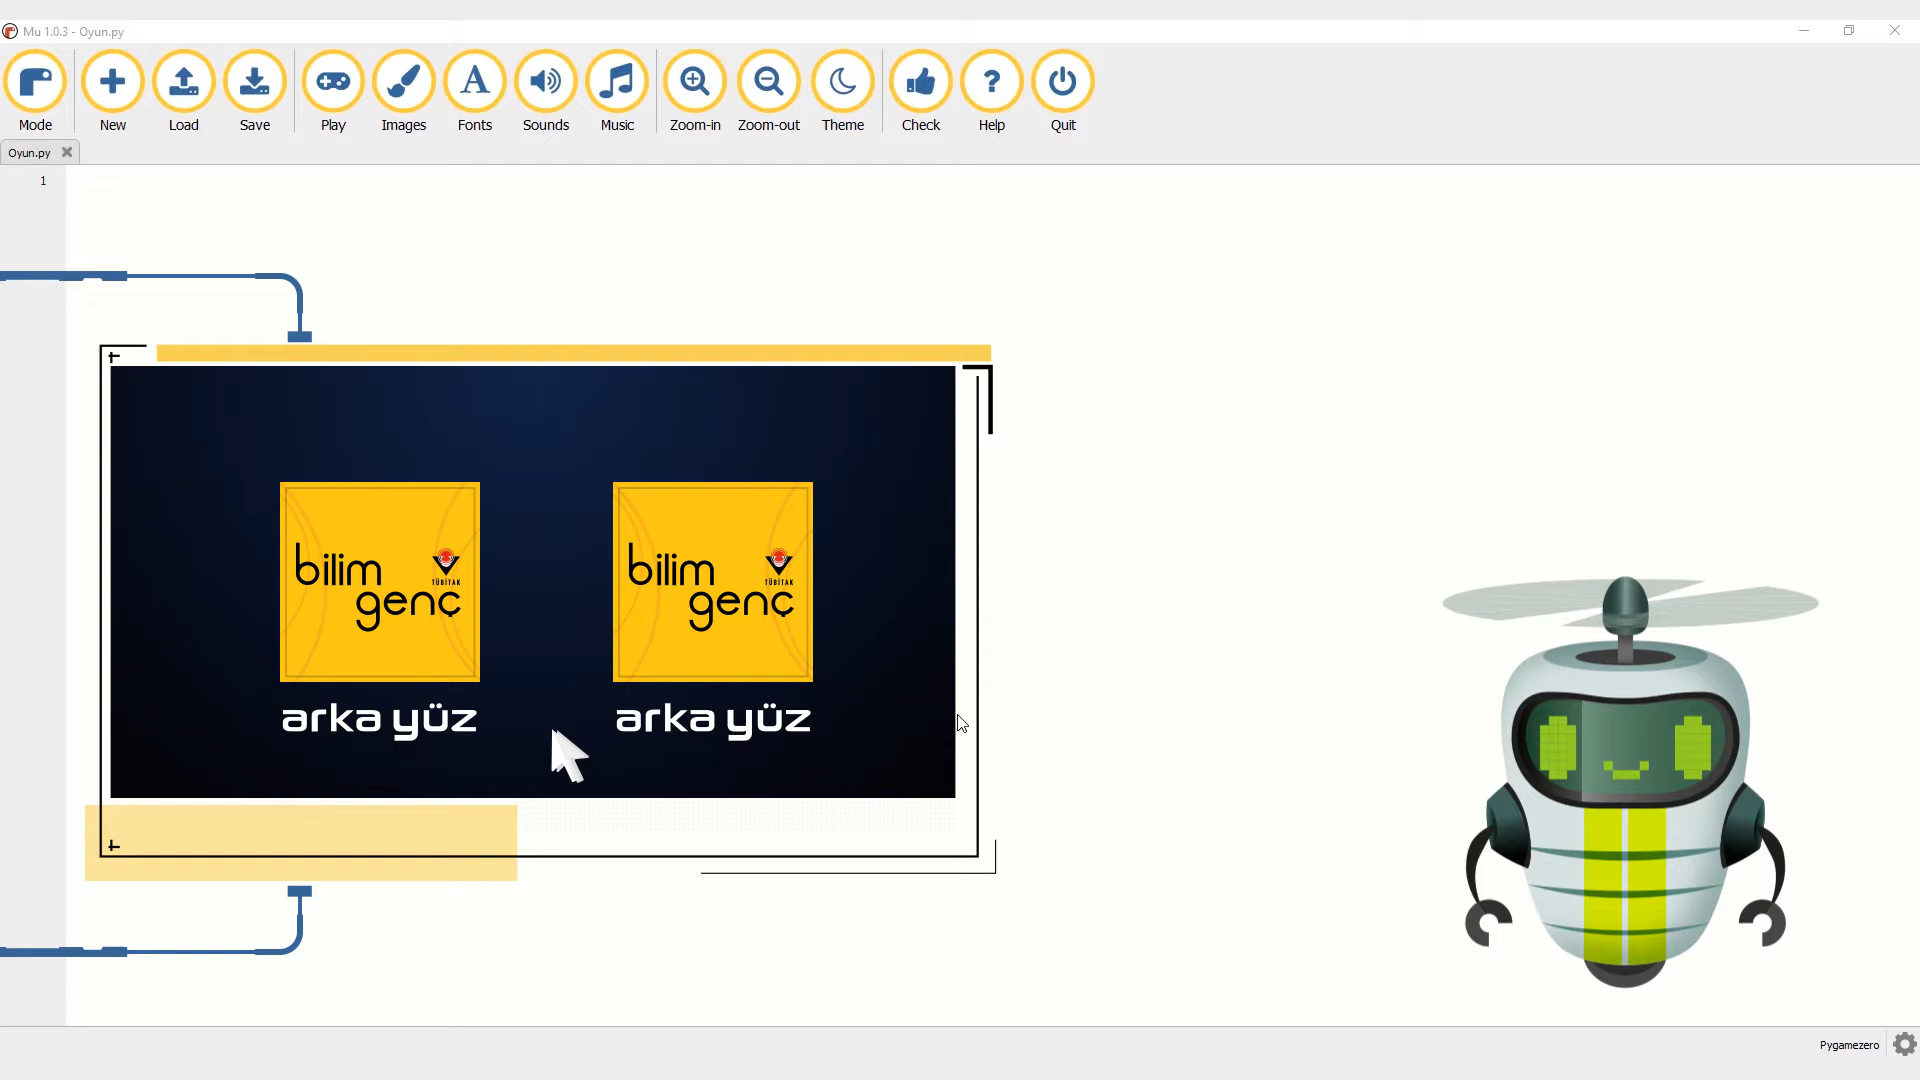 Mu 1.0.3 - Oyun.py
Mode New Load Save Play Images Fonts Sounds Music Zoom-in Zoom-out Theme Check Help Quit
Oyun.py
1
bilim genç TÜBİTAK
bilim genç TÜBİTAK
arka yüz arka yüz
Pygamezero